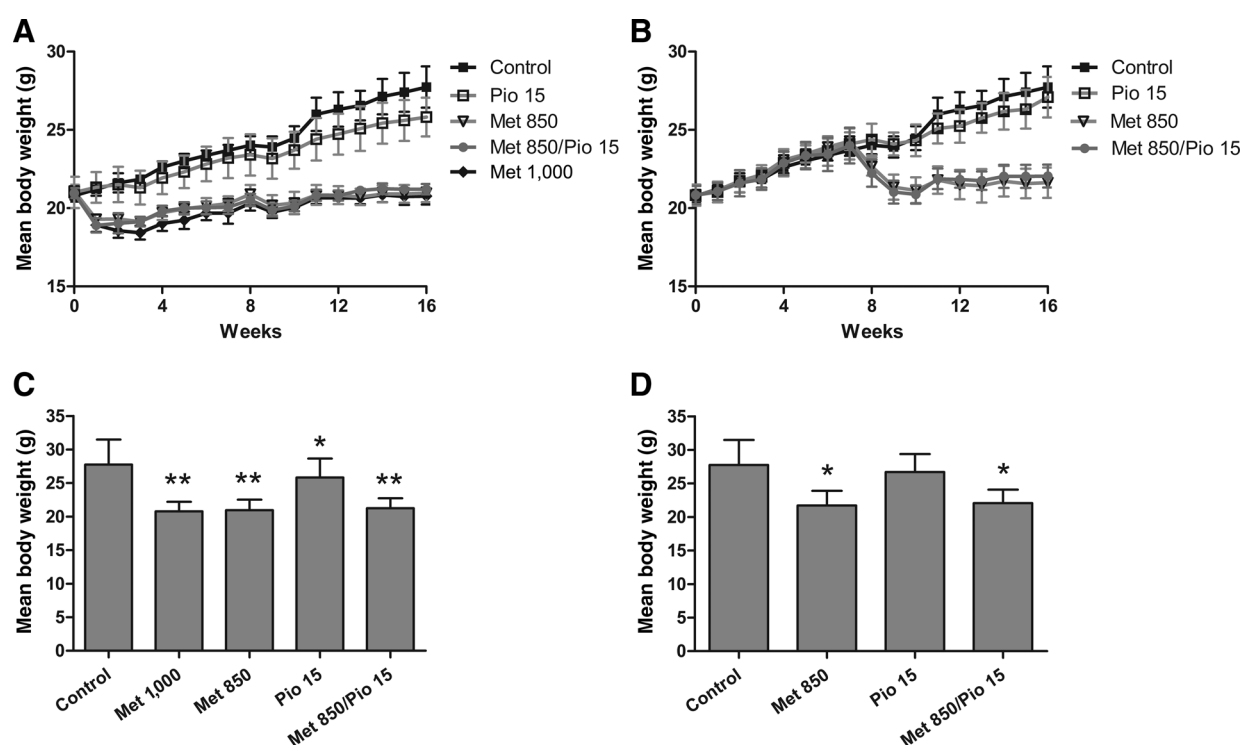 A
Mean body weight (g)
30
25
20
15
0
4
8
12
16
Weeks
Control
Pio 15
Met 850
Met 850/Pio 15
Met 1,000
B
Mean body weight (g)
30
25
20
15
0
4
8
12
16
Weeks
Control
Pio 15
Met 850
Met 850/Pio 15
C
Mean body weight (g)
35
30
25
20
15
10
5
0
**
**
*
**
Control
Met 1,000
Met 850
Pio 15
Met 850/Pio 15
D
Mean body weight (g)
35
30
25
20
15
10
5
0
*
*
Control
Met 850
Pio 15
Met 850/Pio 15